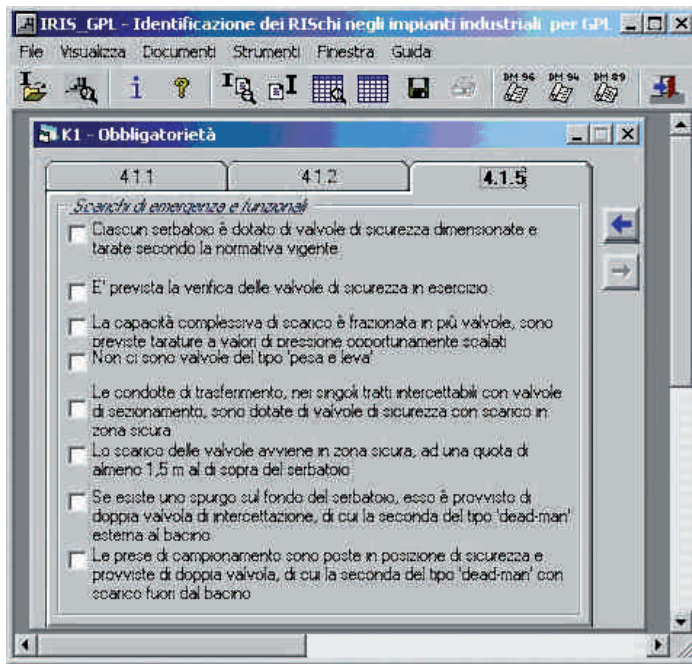 IRIS_GPL - Identificazione dei RISchi negli impianti industriali per GPL
File Visualizza Documenti Strumenti Finestra Guida
DM 96 DM 94 DM 89
K1 - Obbligatorietà
4.1.1 4.1.2 4.1.5
Scarichi di emergenza e funzionali
Ciascun serbatoio è dotato di valvole di sicurezza dimensionate e
tarate secondo la normativa vigente
E' prevista la verifica delle valvole di sicurezza in esercizio
La capacità complessiva di scarico è frazionata in più valvole, sono
previste tarature a valori di pressione opportunamente scalati
Non ci sono valvole del tipo 'pesa e leva'
Le condotte di trasferimento, nei singoli tratti intercettabili con valvole
di sezionamento, sono dotate di valvole di sicurezza con scarico in
zona sicura
Lo scarico delle valvole avviene in zona sicura, ad una quota di
almeno 1,5 m al di sopra del serbatoio
Se esiste uno spurgo sul fondo del serbatoio, esso è provvisto di
doppia valvola di intercettazione, di cui la seconda del tipo 'dead-man'
esterna al bacino
Le prese di campionamento sono poste in posizione di sicurezza e
provviste di doppia valvola, di cui la seconda del tipo 'dead-man' con
scarico fuori dal bacino